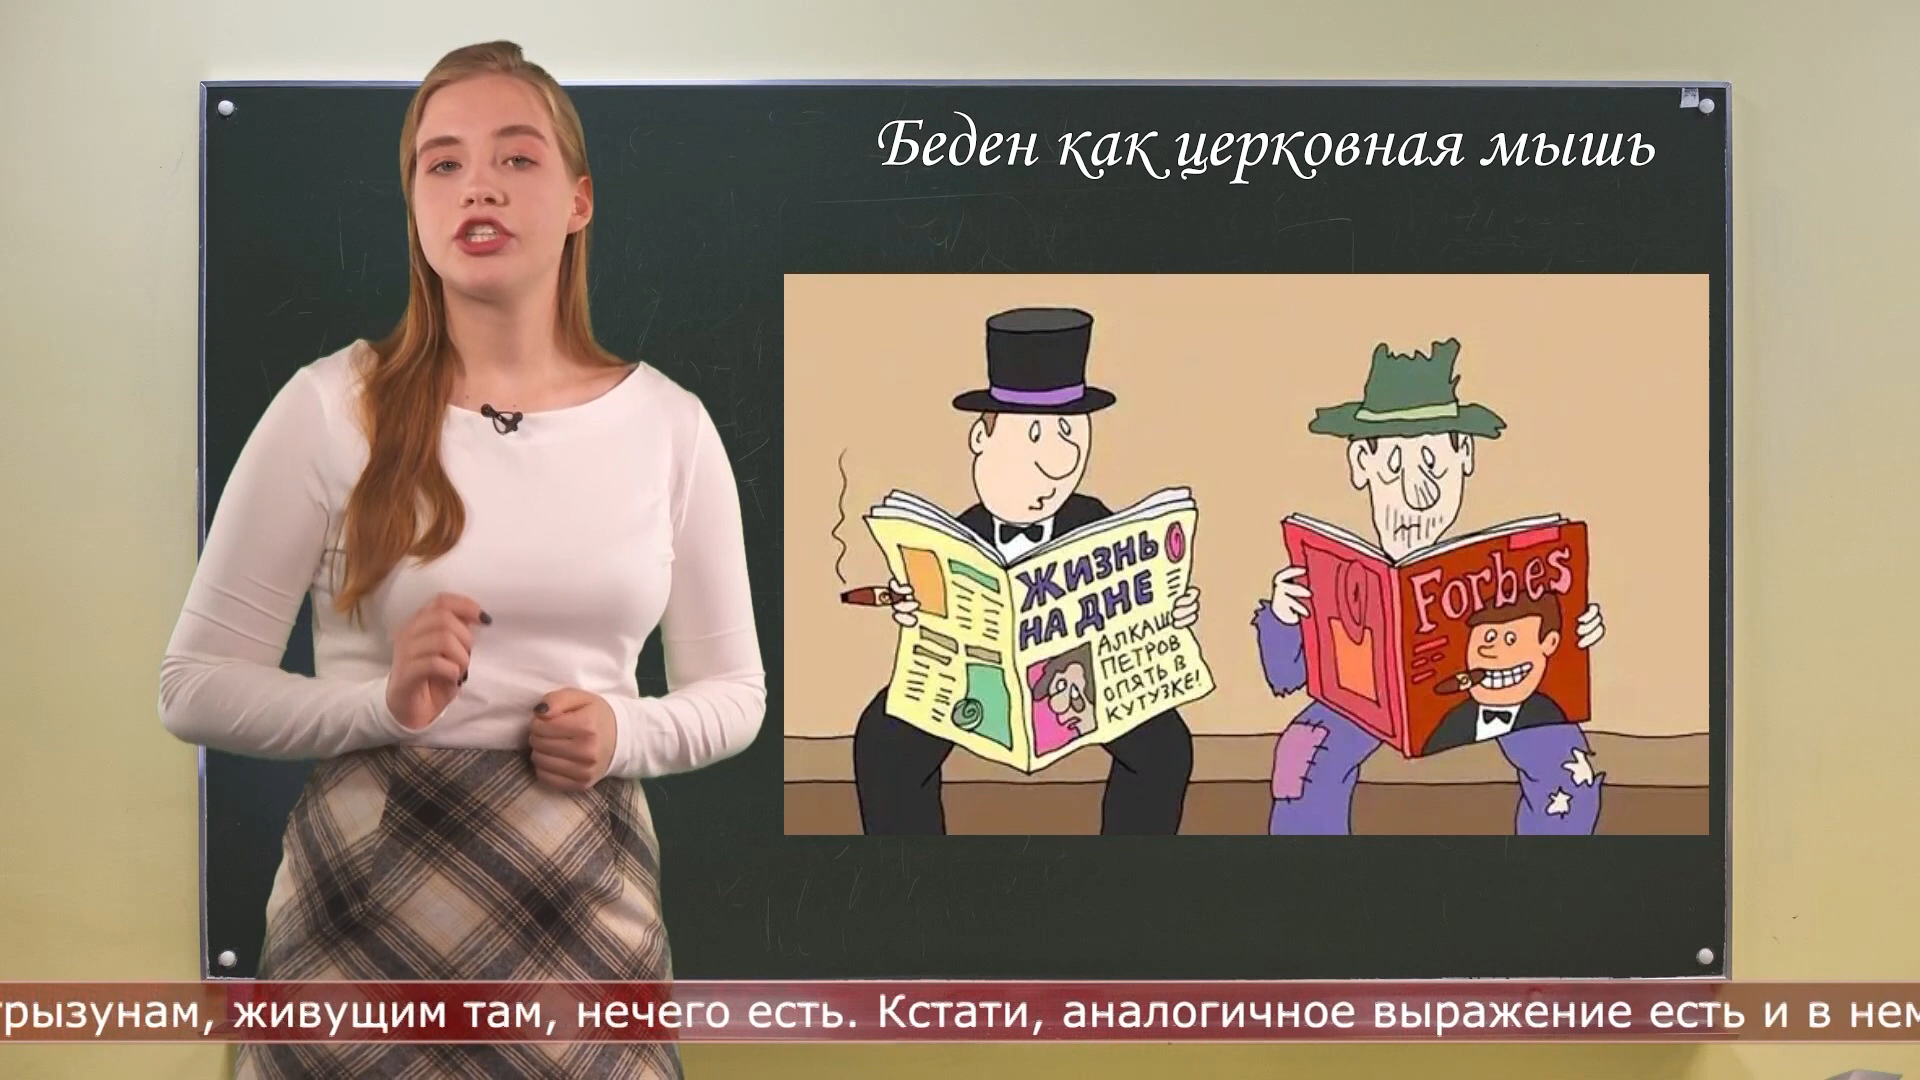 Беден как церковная мышь
ЖИЗНЬ
НА ДНЕ
АЛКАШ
ПЕТРОВ
ОПЯТЬ В
КУТУЗКЕ!
Forbes
грызунам, живущим там, нечего есть. Кстати, аналогичное выражение есть и в нем